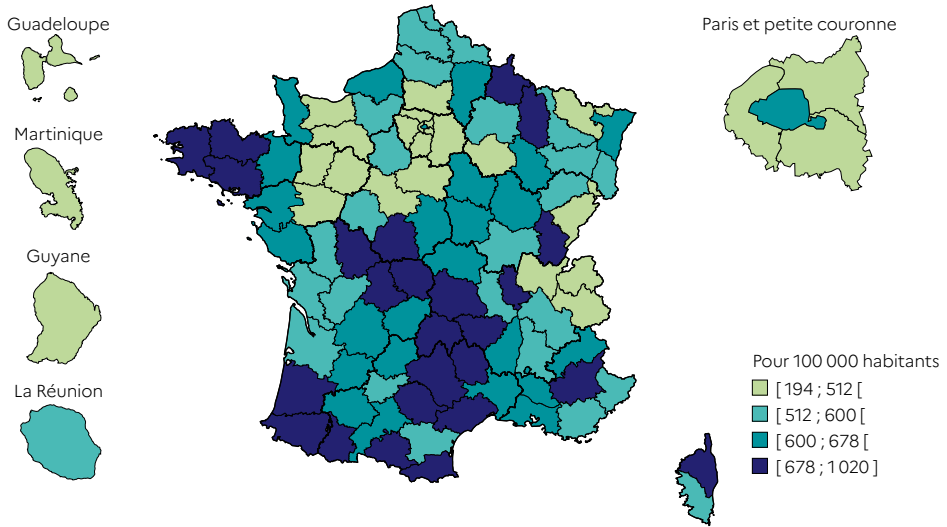 Guadeloupe
Paris et petite couronne
Martinique
Guyane
La Réunion
Pour 100 000 habitants
[ 194 ; 512 [
[ 512 ; 600 [
[ 600 ; 678 [
[ 678 ; 1 020 ]